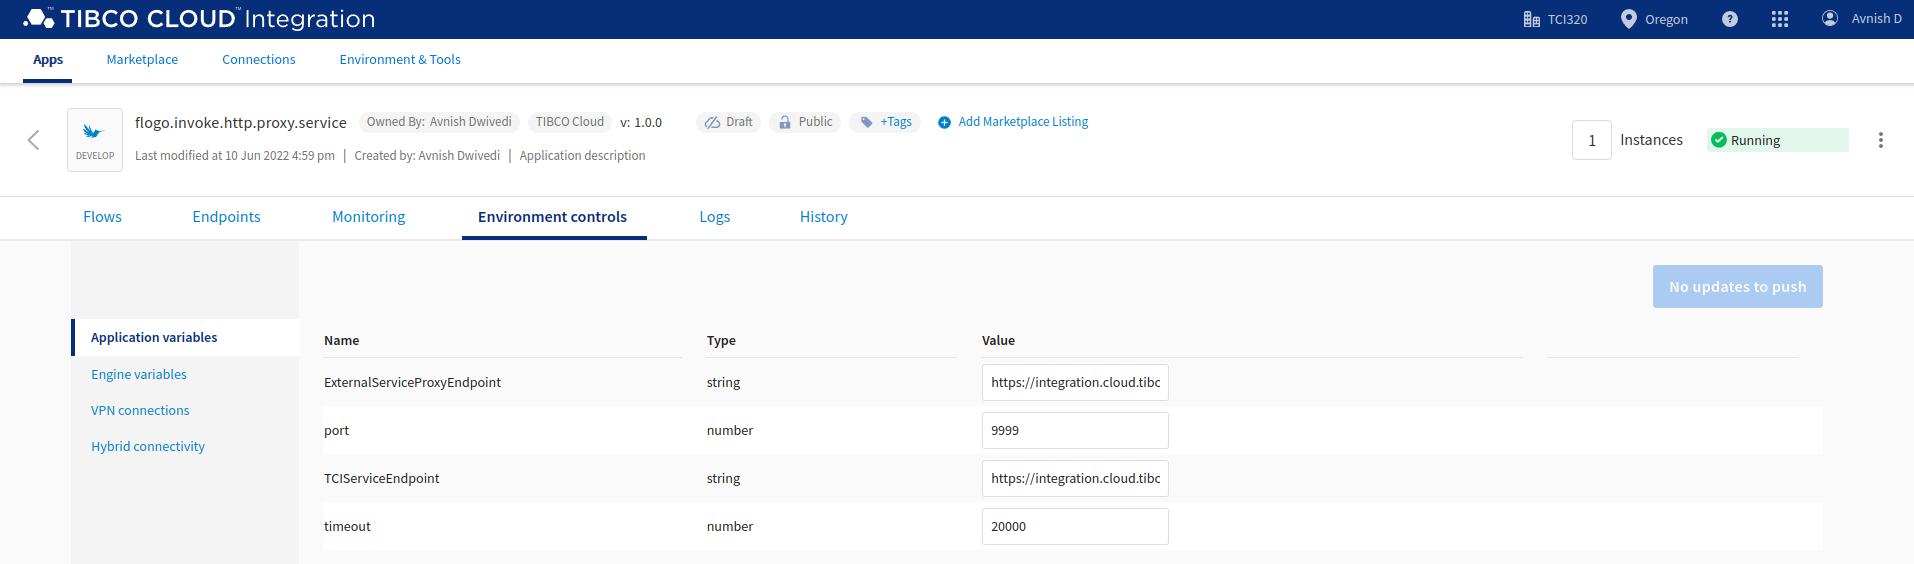 TIBCO CLOUD™ Integration
TCI320
Oregon
?
Avnish D
Apps
Marketplace
Connections
Environment & Tools
DEVELOP
flogo.invoke.http.proxy.service
Owned By: Avnish Dwivedi
TIBCO Cloud
v: 1.0.0
Draft
Public
+Tags
Add Marketplace Listing
Last modified at 10 Jun 2022 4:59 pm | Created by: Avnish Dwivedi | Application description
1
Instances
Running
Flows
Endpoints
Monitoring
Environment controls
Logs
History
No updates to push
Application variables
Engine variables
VPN connections
Hybrid connectivity
Name Type Value
ExternalServiceProxyEndpoint string https://integration.cloud.tibc
port number 9999
TCIServiceEndpoint string https://integration.cloud.tibc
timeout number 20000